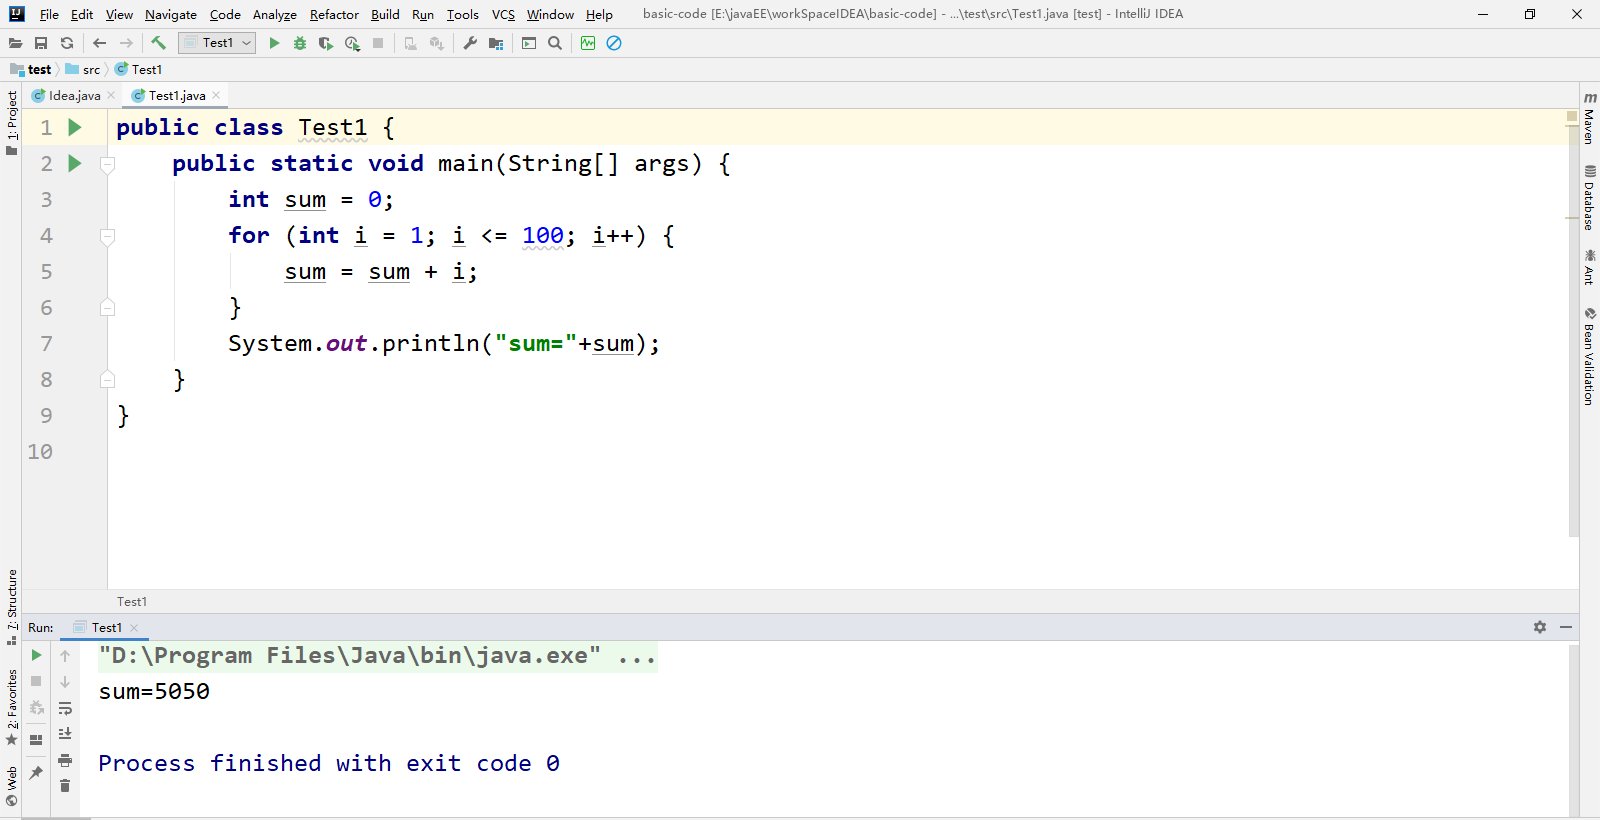 File Edit View Navigate Code Analyze Refactor Build Run Tools VCS Window Help basic-code [E:\javaEE\workSpaceIDEA\basic-code] - ...\test\src\Test1.java [test] - IntelliJ IDEA
Test1
test src Test1
Idea.java Test1.java
1: Project
1 public class Test1 {
2 public static void main(String[] args) {
3 int sum = 0;
4 for (int i = 1; i <= 100; i++) {
5 sum = sum + i;
6 }
7 System.out.println("sum="+sum);
8 }
9 }
10
Maven
Database
Ant
Bean Validation
Test1
7: Structure
2: Favorites
Web
Run: Test1
"D:\Program Files\Java\bin\java.exe" ...
sum=5050
Process finished with exit code 0